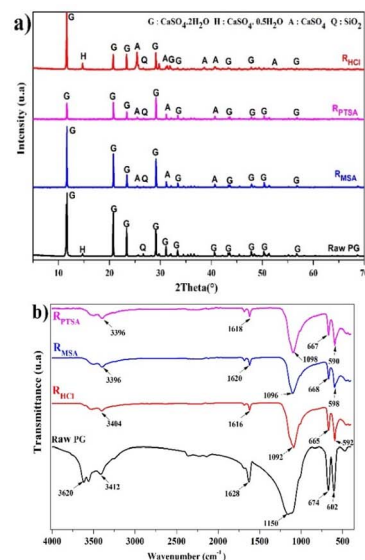 a)
G : CaSO4.2H2O H : CaSO4. 0.5H2O A : CaSO4 Q : SiO2
G
H
G
G
A
Q
G
A
G
G
A
A
G
G
A
G
RHCl
G
G
G
A
Q
G
A
G
A
G
G
G
G
RPTSA
G
G
G
A
Q
G
A
G
A
G
G
G
G
RMSA
G
H
G
G
Q
G
G
G
G
G
G
G
G
Raw PG
Intensity (u.a)
10 20 30 40 50 60 70
2Theta(°)
b)
RPTSA
3396
1618
1098
667
590
RMSA
3396
1620
1096
668
598
RHCl
3404
1616
1092
665
592
Raw PG
3620
3412
1628
1150
674
602
Transmittance (u.a)
4000 3500 3000 2500 2000 1500 1000 500
Wavenumber (cm-1)